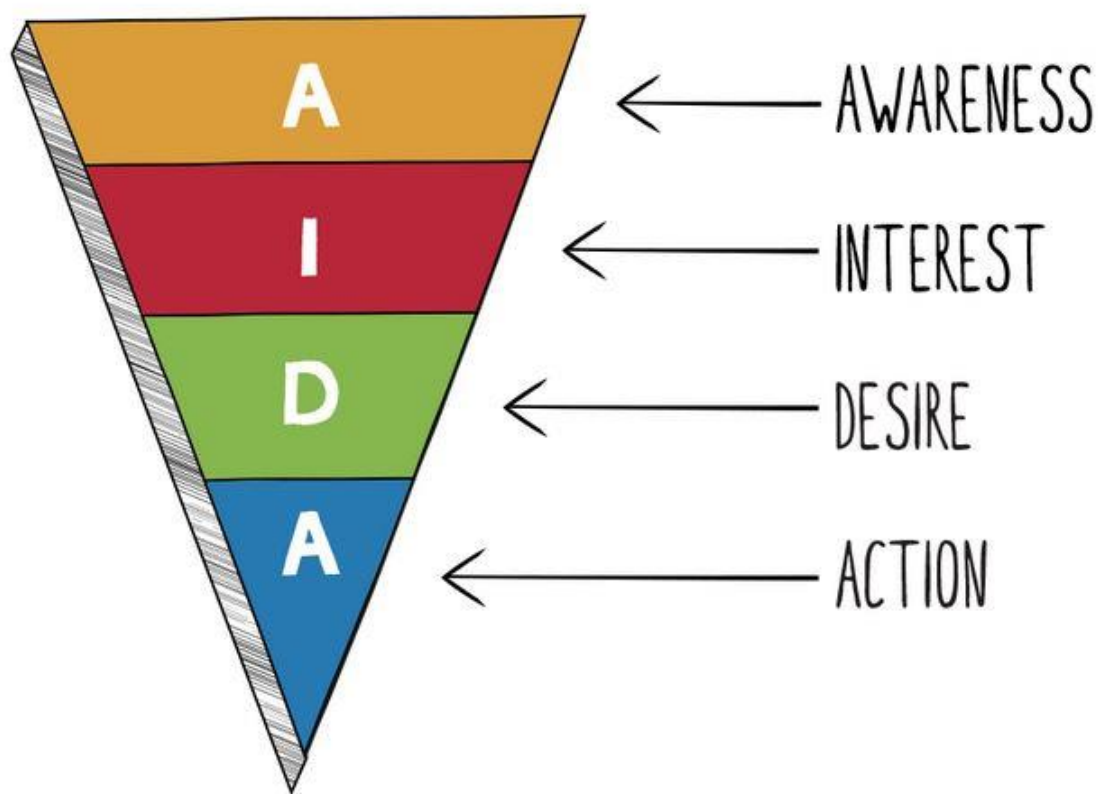 A
AWARENESS
I
INTEREST
D
DESIRE
A
ACTION